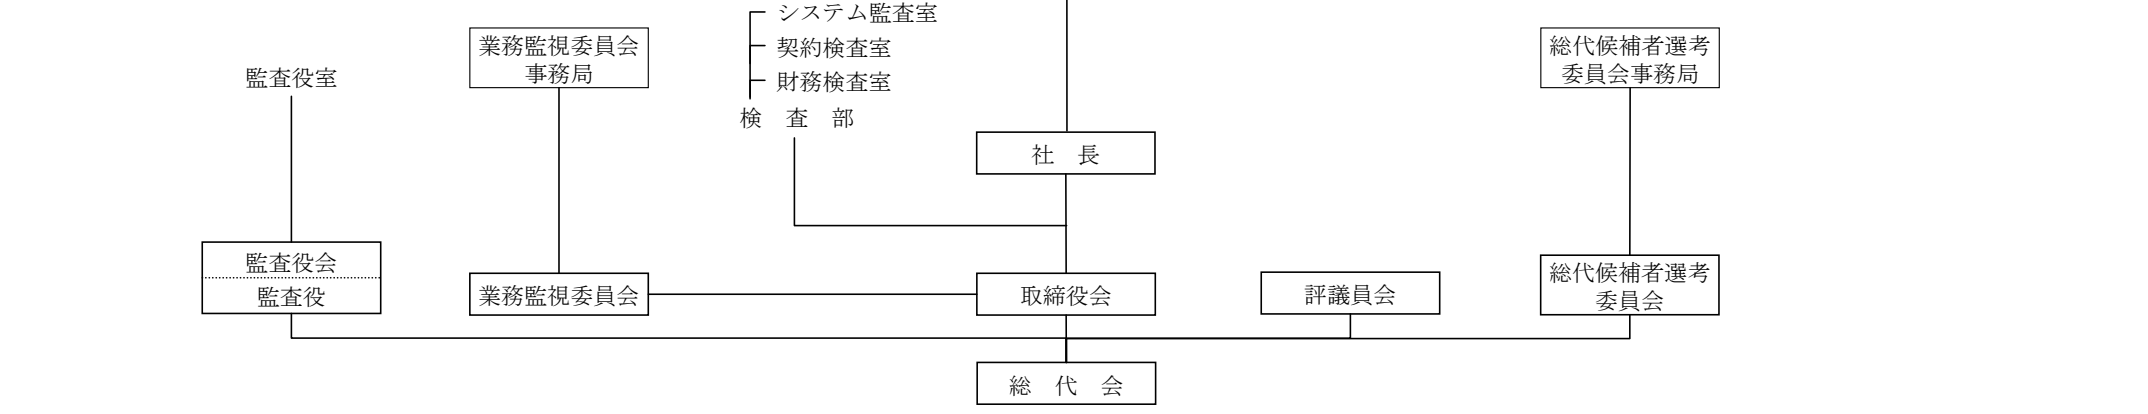 システム監査室
契約検査室
財務検査室
検　査　部
監査役室
業務監視委員会
事務局
総代候補者選考
委員会事務局
社　長
監査役会
監査役
業務監視委員会
取締役会
評議員会
総代候補者選考
委員会
総　代　会